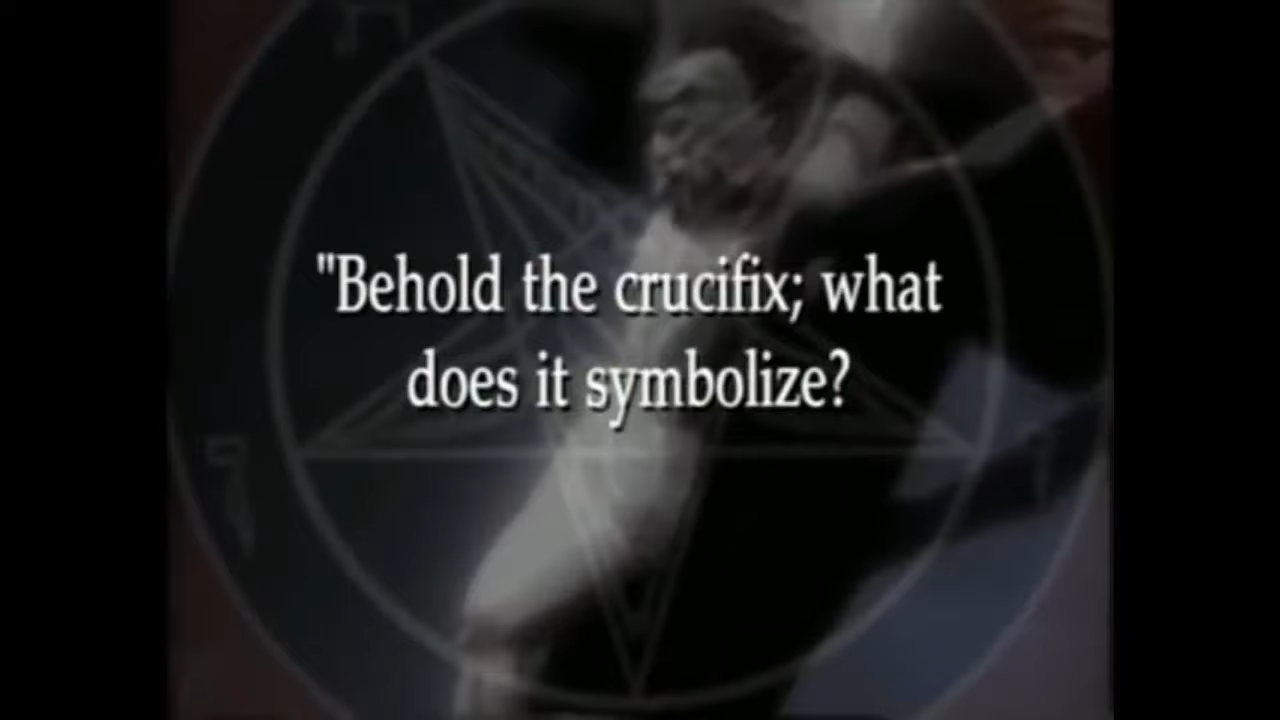 "Behold the crucifix; what
does it symbolize?